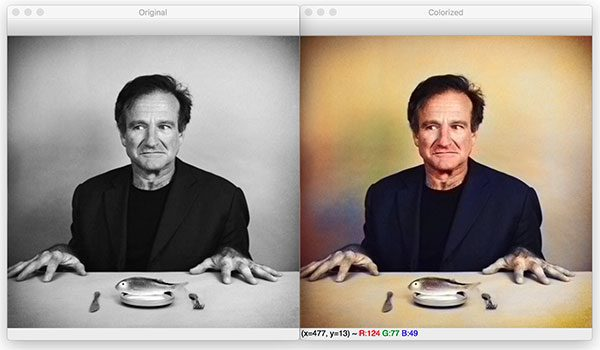 Original
Colorized
(x=477, y=13) ~ R:124 G:77 B:49